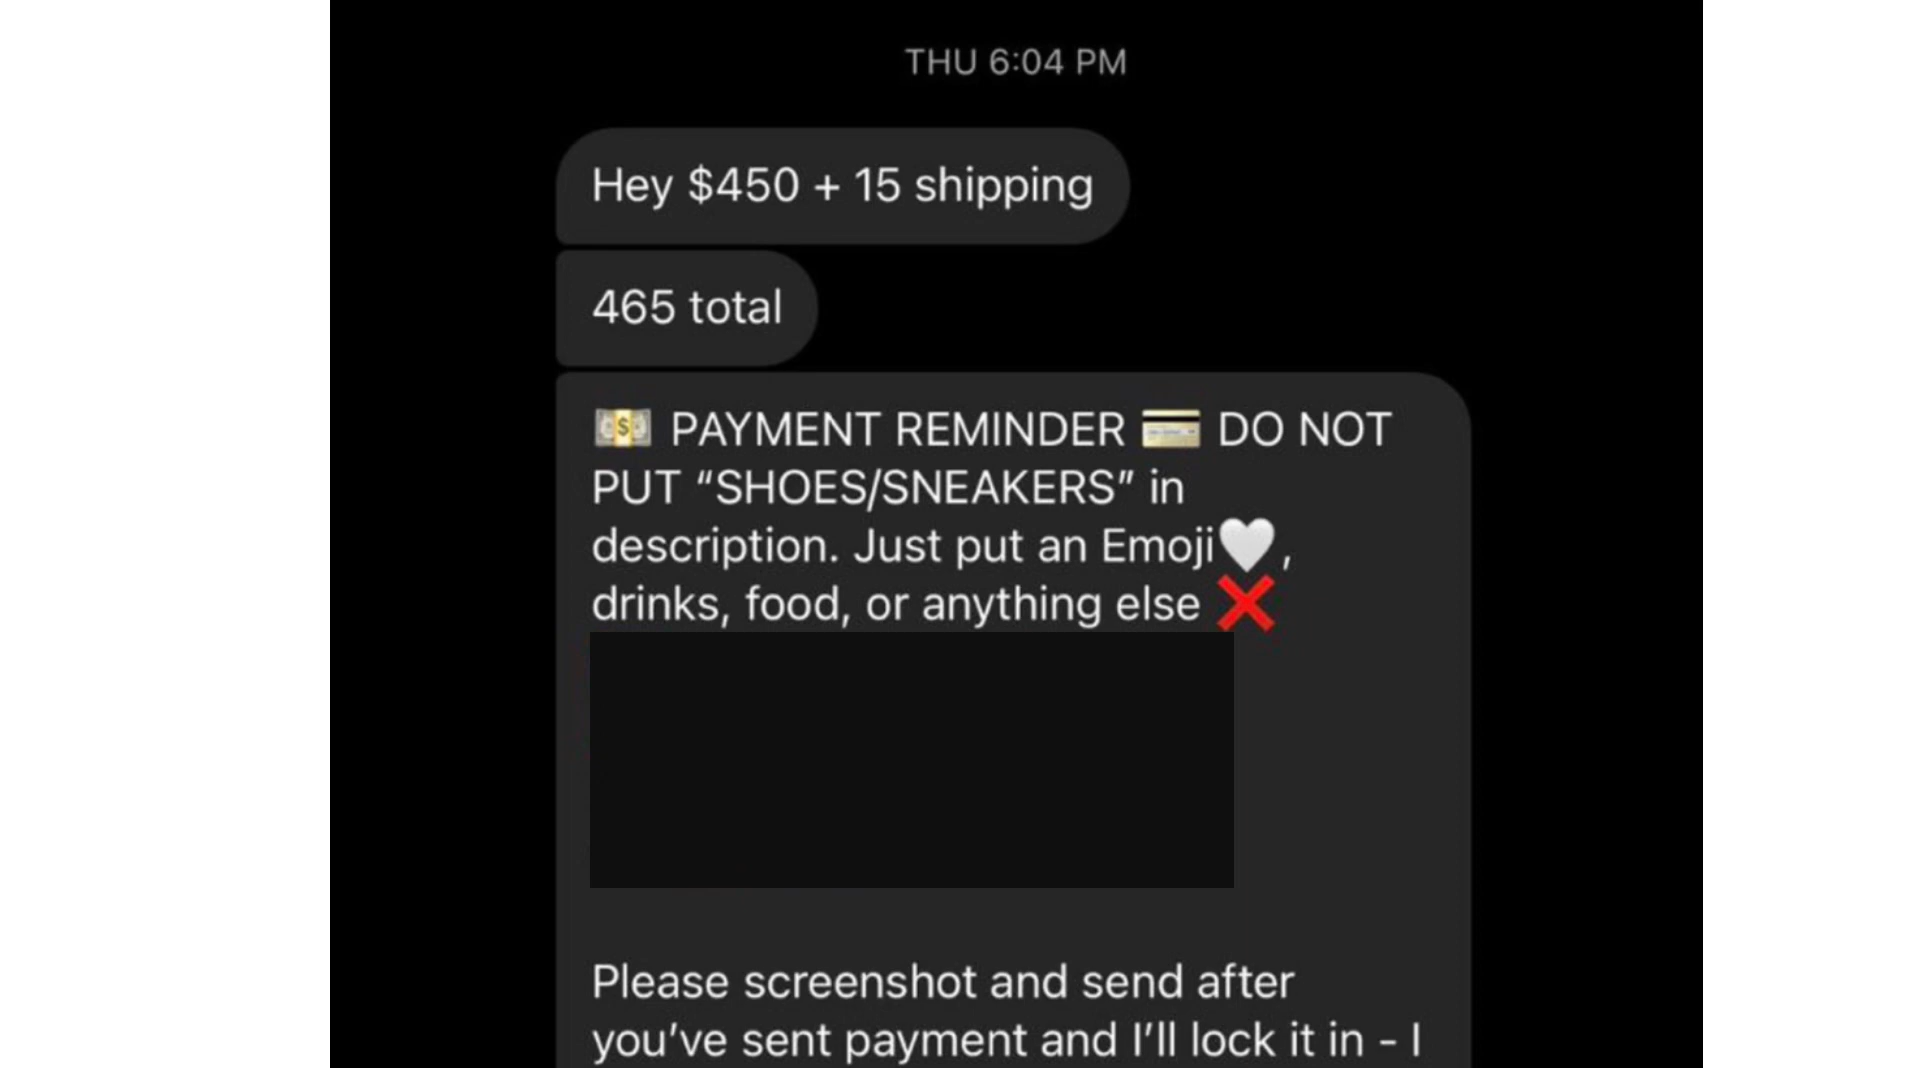 THU 6:04 PM
Hey $450 + 15 shipping
465 total
💵 PAYMENT REMINDER 💳 DO NOT
PUT “SHOES/SNEAKERS” in
description. Just put an Emoji🤍,
drinks, food, or anything else ❌
Please screenshot and send after
you’ve sent payment and I’ll lock it in - I